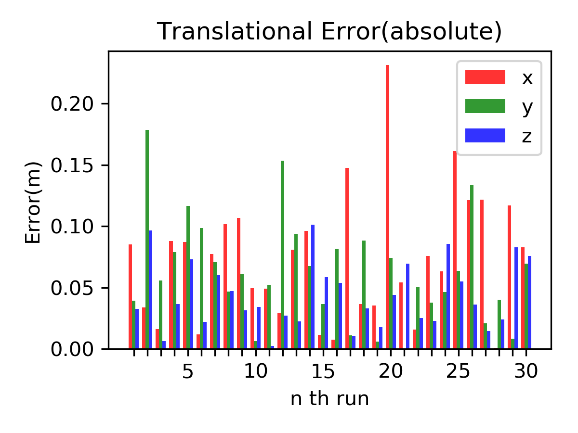 Translational Error(absolute)
x
y
z
Error(m)
0.20
0.15
0.10
0.05
0.00
5 10 15 20 25 30
n th run